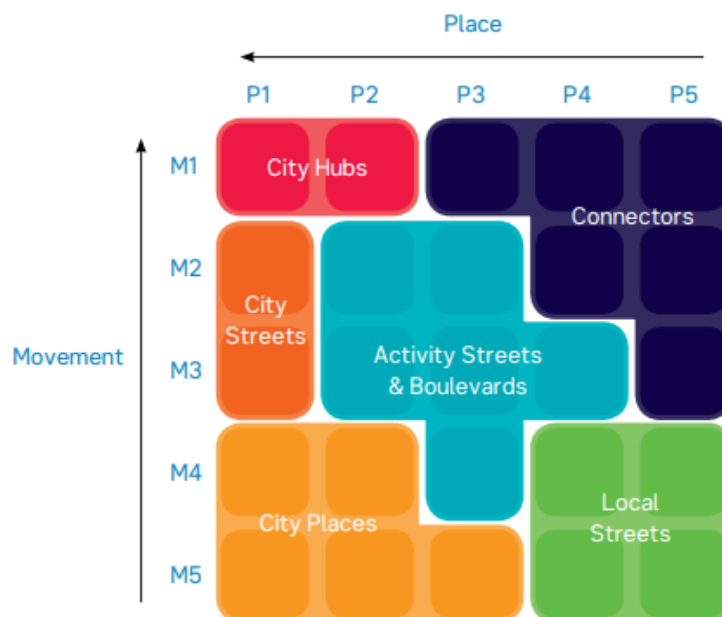 Place
P1 P2 P3 P4 P5
M1
City Hubs
Connectors
M2
City
Streets
Movement
M3
Activity Streets
& Boulevards
M4
City Places
Local
Streets
M5